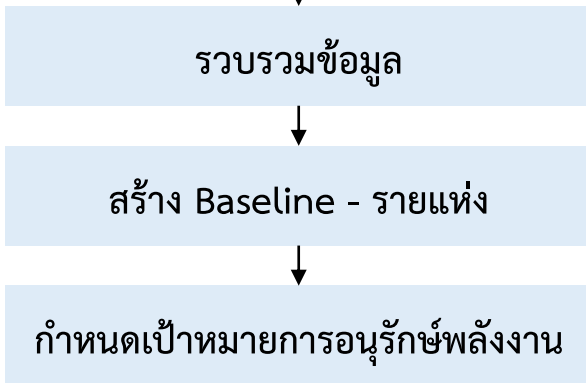 รวบรวมข้อมูล
สร้าง Baseline - รายแห่ง
กำหนดเป้าหมายการอนุรักษ์พลังงาน